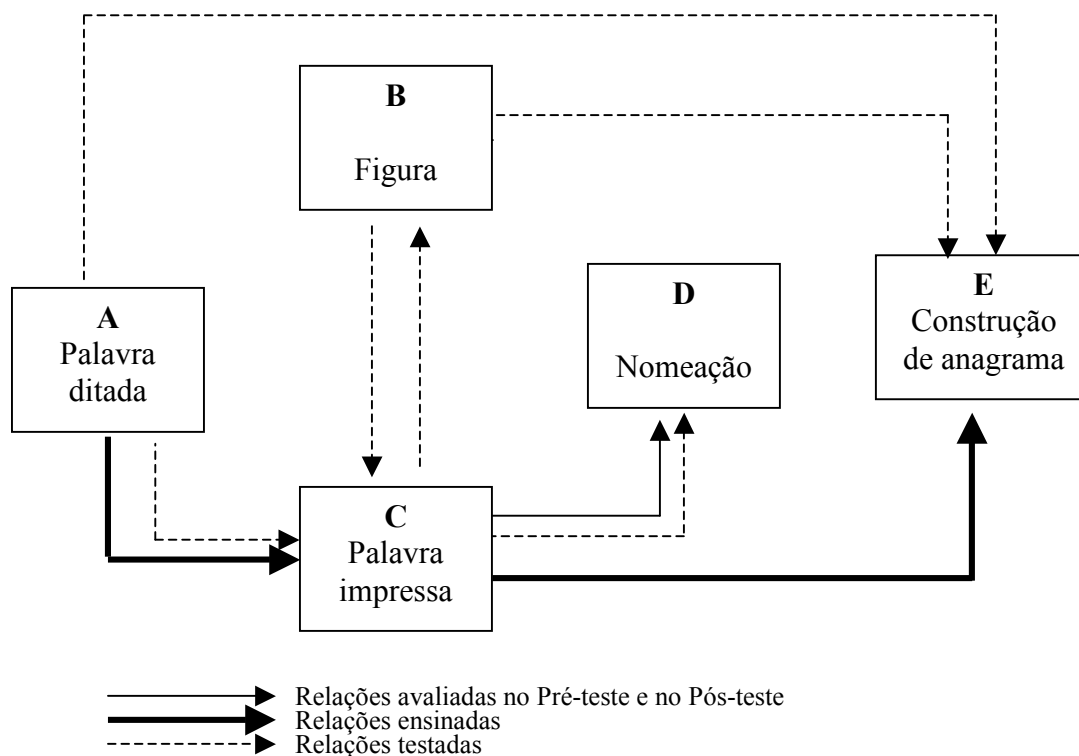 B
Figura
A
Palavra
ditada
D
Nomeação
E
Construção
de anagrama
C
Palavra
impressa
Relações avaliadas no Pré-teste e no Pós-teste
Relações ensinadas
Relações testadas